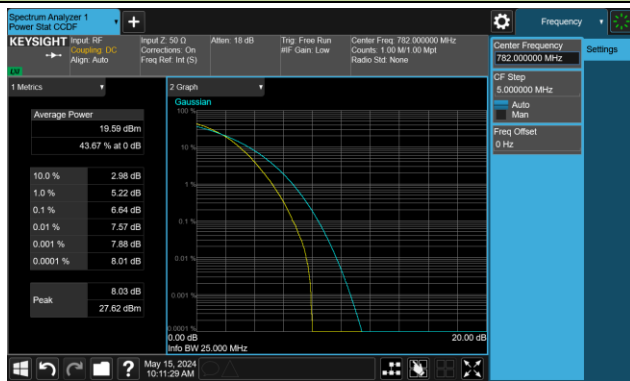 Spectrum Analyzer 1
Power Stat CCDF
Frequency
KEYSIGHT
Input: RF
Coupling: DC
Align: Auto
Input Z: 50 Ω
Corrections: On
Freq Ref: Int (S)
Atten: 18 dB
Trig: Free Run
#IF Gain: Low
Center Freq: 782.000000 MHz
Counts: 1.00 M/1.00 Mpt
Radio Std: None
Center Frequency
782.000000 MHz
Settings
CF Step
5.000000 MHz
Auto
Man
Freq Offset
0 Hz
1 Metrics
Average Power
19.59 dBm
43.67 % at 0 dB
10.0 % 2.98 dB
1.0 % 5.22 dB
0.1 % 6.64 dB
0.01 % 7.57 dB
0.001 % 7.88 dB
0.0001 % 8.01 dB
Peak
8.03 dB
27.62 dBm
2 Graph
Gaussian
100 %
10 %
1 %
0.1 %
0.01 %
0.001 %
0.0001 %
0.00 dB 20.00 dB
Info BW 25.000 MHz
?
May 15, 2024
10:11:29 AM